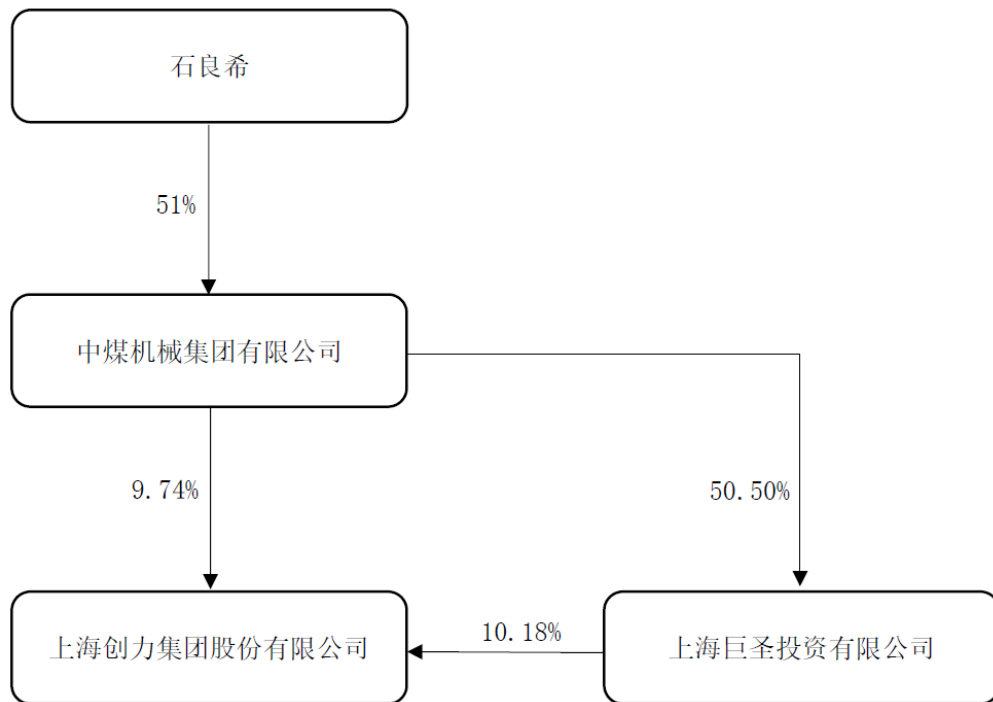 石良希
51%
中煤机械集团有限公司
9.74%
50.50%
上海创力集团股份有限公司
10.18%
上海巨圣投资有限公司